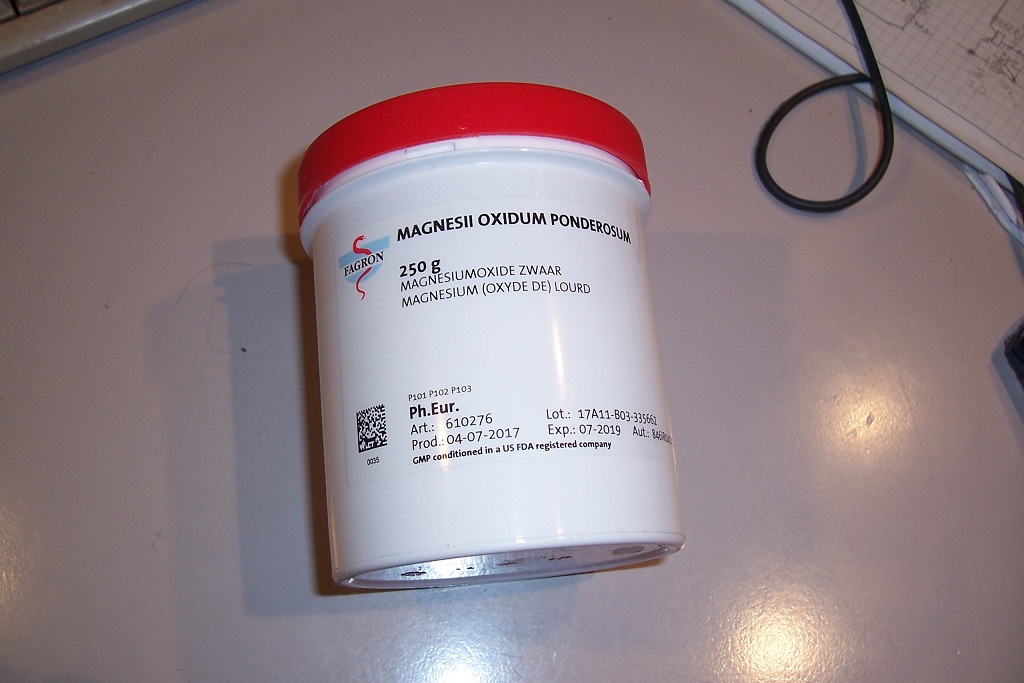 MAGNESII OXIDUM PONDEROSUM
FAGRON
250 g
MAGNESIUMOXIDE ZWAAR
MAGNESIUM (OXYDE DE) LOURD
P101 P102 P103
Ph.Eur.
Art.: 610276
Prod.: 04-07-2017
Lot.: 17A11-B03-335662
Exp.: 07-2019 Aut.:
GMP conditioned in a US FDA registered company
0035